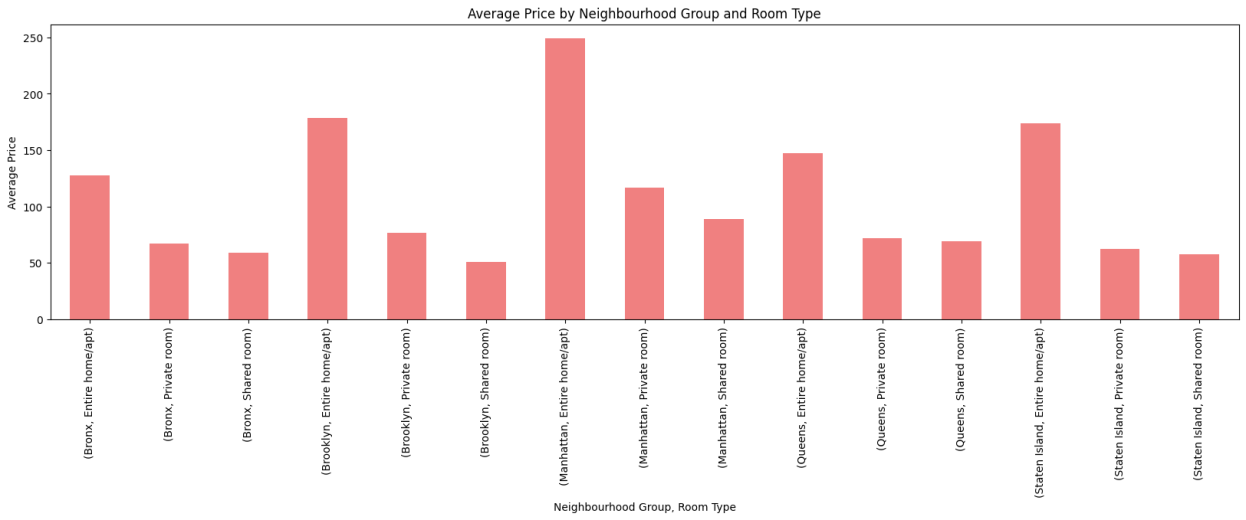 Average Price by Neighbourhood Group and Room Type
Average Price
250
200
150
100
50
0
(Bronx, Entire home/apt)
(Bronx, Private room)
(Bronx, Shared room)
(Brooklyn, Entire home/apt)
(Brooklyn, Private room)
(Brooklyn, Shared room)
(Manhattan, Entire home/apt)
(Manhattan, Private room)
(Manhattan, Shared room)
(Queens, Entire home/apt)
(Queens, Private room)
(Queens, Shared room)
(Staten Island, Entire home/apt)
(Staten Island, Private room)
(Staten Island, Shared room)
Neighbourhood Group, Room Type